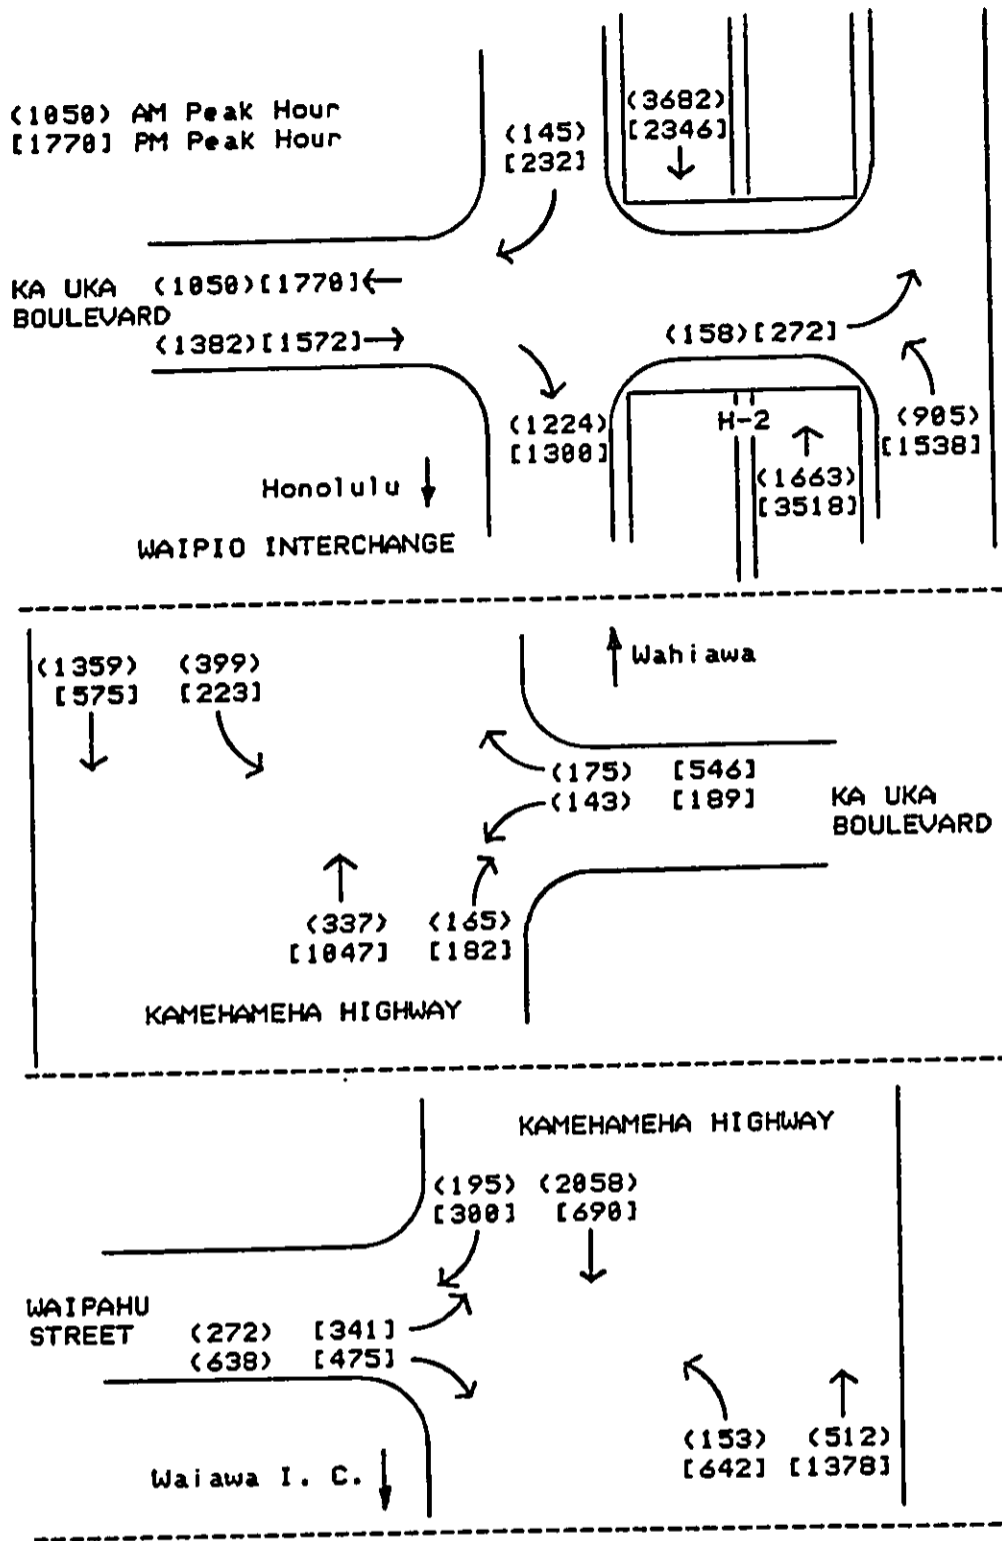 (1050) AM Peak Hour
[1770] PM Peak Hour
(145)
[232]
(3682)
[2346]
KA UKA
BOULEVARD
(1050)[1770]
(1382)[1572]
(158)[272]
(1224)
[1300]
H-2
(905)
[1538]
(1663)
[3518]
Honolulu
WAIPIO INTERCHANGE
(1359) (399)
[575] [223]
Wahiawa
(175) [546]
(143) [189]
KA UKA
BOULEVARD
(337) (165)
[1047] [182]
KAMEHAMEHA HIGHWAY
KAMEHAMEHA HIGHWAY
(195) (2058)
[300] [690]
WAIPAHU
STREET
(272) [341]
(638) [475]
(153) (512)
[642] [1378]
Waiawa I. C.